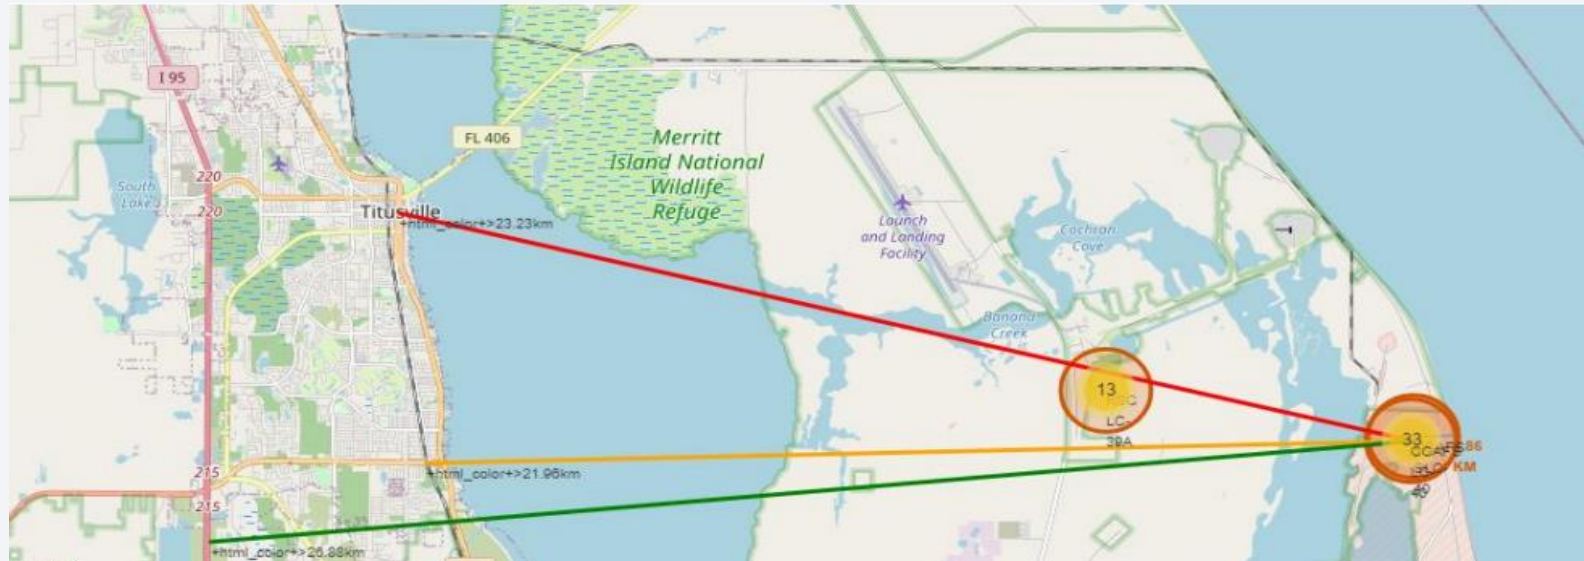 I 95
FL 406
Merritt
Island National
Wildlife
Refuge
South
Lake
220
220
Titusville
+html_color+>23.23km
Launch
and Landing
Facility
Cochran
Cove
Banana
Creek
13
LC-
39A
33
86
KM
215
+html_color+>21.96km
215
+html_color+>26.88km